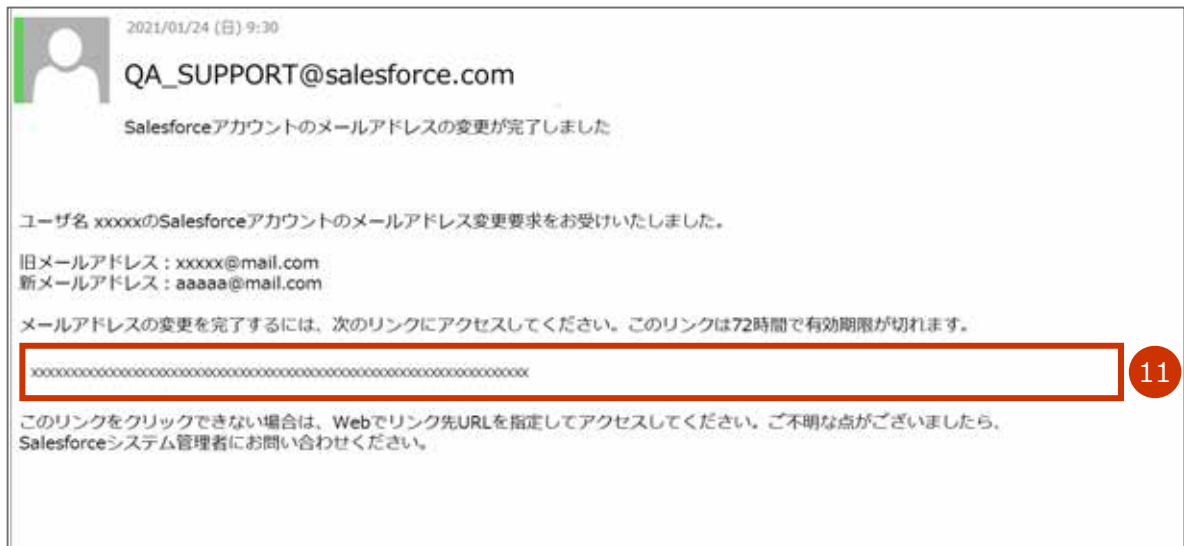 2021/01/24 (日) 9:30
QA_SUPPORT@salesforce.com
Salesforceアカウントのメールアドレスの変更が完了しました
ユーザ名 xxxxxのSalesforceアカウントのメールアドレス変更要求をお受けいたしました。
旧メールアドレス：xxxxx@mail.com
新メールアドレス：aaaaa@mail.com
メールアドレスの変更を完了するには、次のリンクにアクセスしてください。このリンクは72時間で有効期限が切れます。
xxxxxxxxxxxxxxxxxxxxxxxxxxxxxxxxxxxxxxxxxxxxxxxxxxxxxxxxxxxxxxxxxxxxxx
11
このリンクをクリックできない場合は、Webでリンク先URLを指定してアクセスしてください。ご不明な点がございましたら、
Salesforceシステム管理者にお問い合わせください。